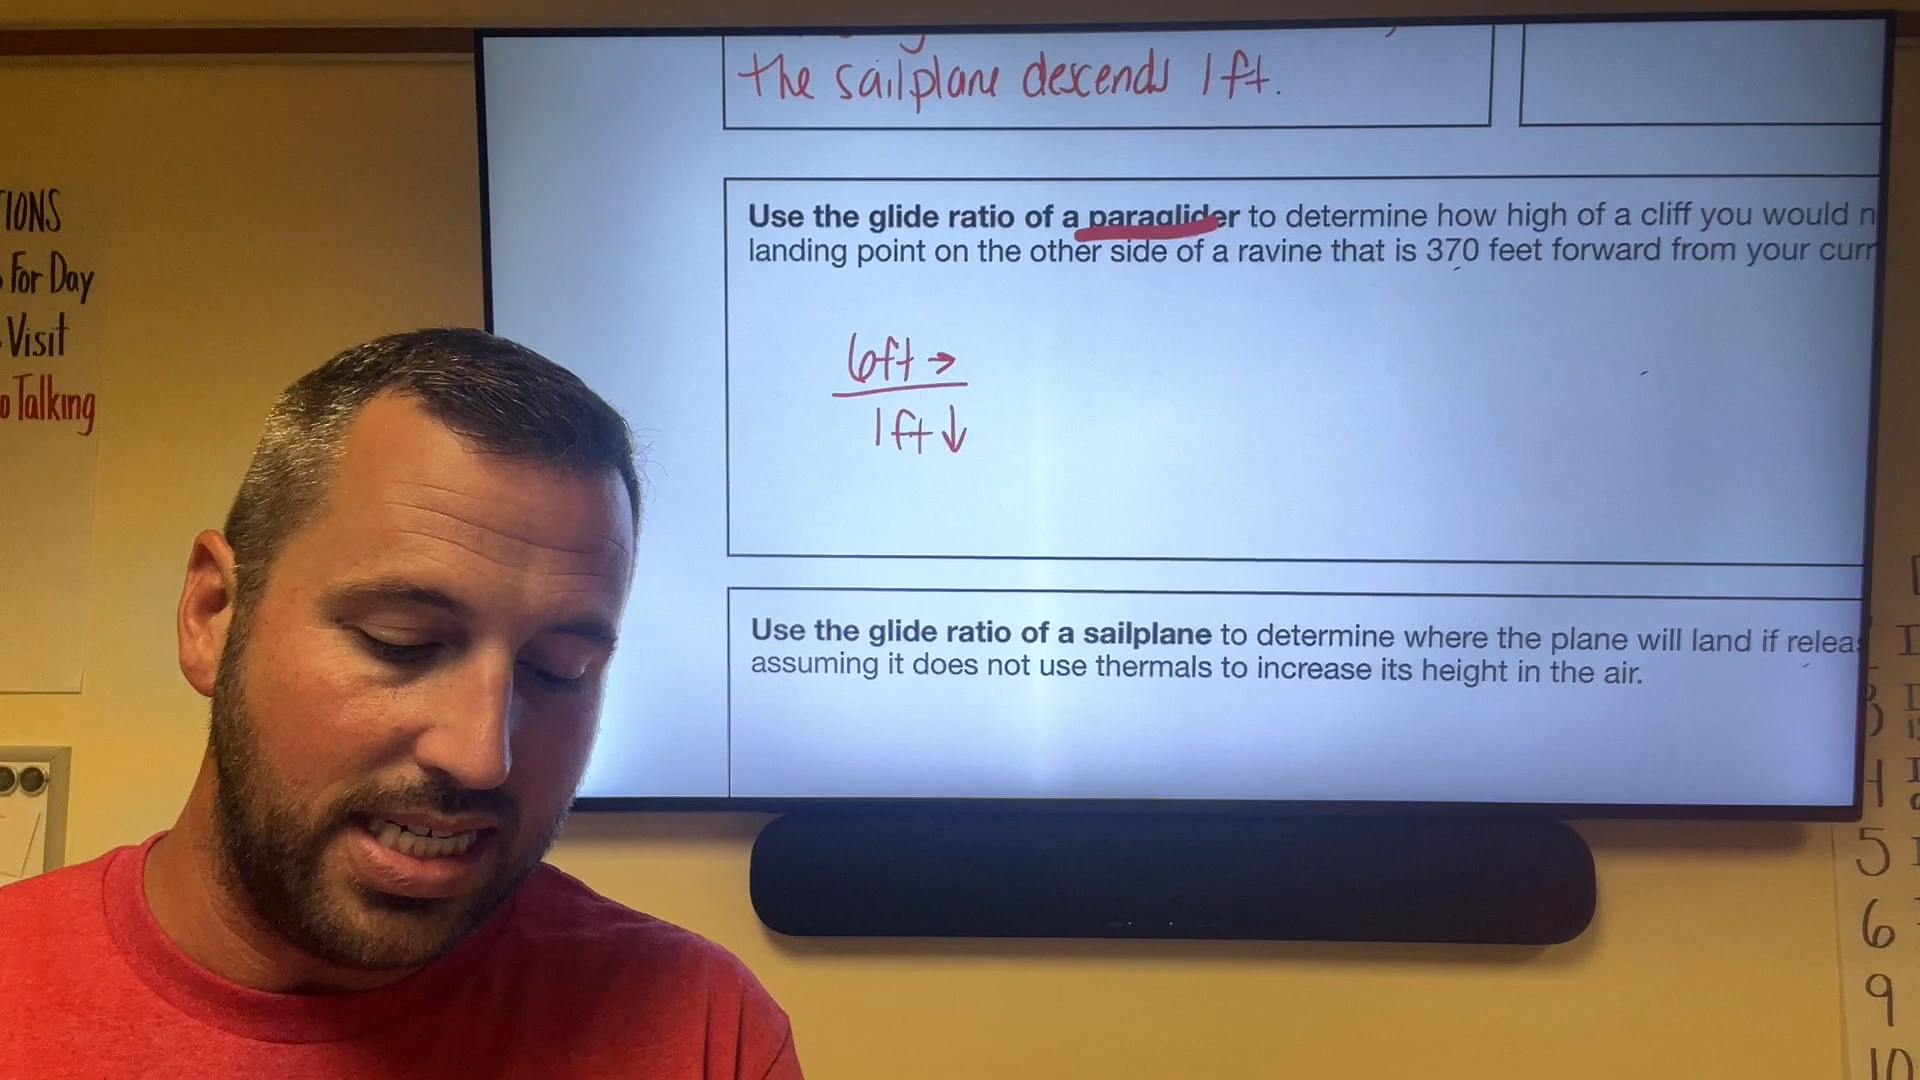 the sailplane descends 1ft.
Use the glide ratio of a paraglider to determine how high of a cliff you would n
landing point on the other side of a ravine that is 370 feet forward from your curr
6ft →
1ft ↓
Use the glide ratio of a sailplane to determine where the plane will land if relea
assuming it does not use thermals to increase its height in the air.
TIONS
For Day
Visit
o Talking
5
6
9
10